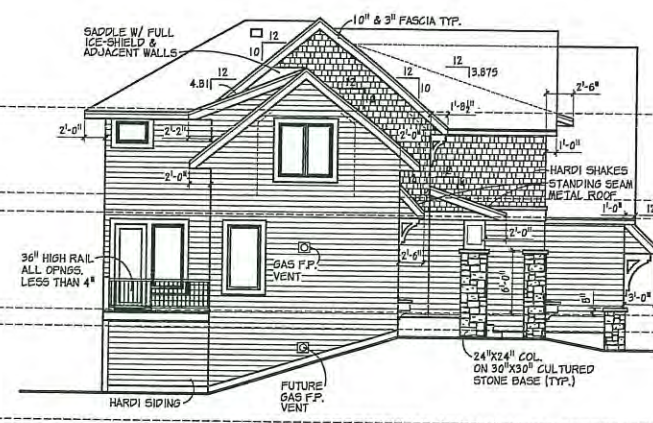 SADDLE W/ FULL
ICE-SHIELD &
ADJACENT WALLS
10" & 3" FASCIA TYP.
12
10
12
4.81
12
10
12
3.875
2'-6"
1'-8½"
2'-0"
2'-2"
2'-0"
1'-0"
2'-0"
HARDI SHAKES
STANDING SEAM
METAL ROOF
1'-0"
12
2'-0"
2'-6"
6'-0"
8"
3'-0"
36" HIGH RAIL
ALL OPNGS.
LESS THAN 4"
GAS F.P.
VENT
24"X24" COL.
ON 30"X30" CULTURED
STONE BASE (TYP.)
HARDI SIDING
FUTURE
GAS F.P.
VENT